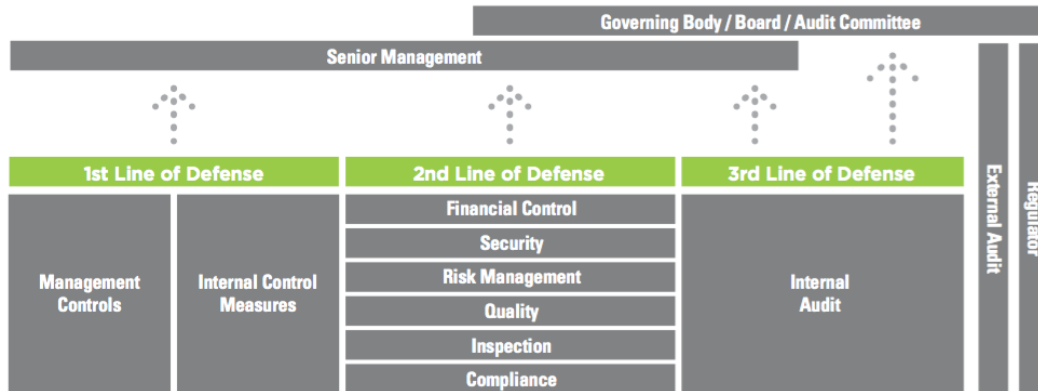 Governing Body / Board / Audit Committee
Senior Management
1st Line of Defense
2nd Line of Defense
3rd Line of Defense
Management
Controls
Internal Control
Measures
Financial Control
Security
Risk Management
Quality
Inspection
Compliance
Internal
Audit
External Audit
Regulator